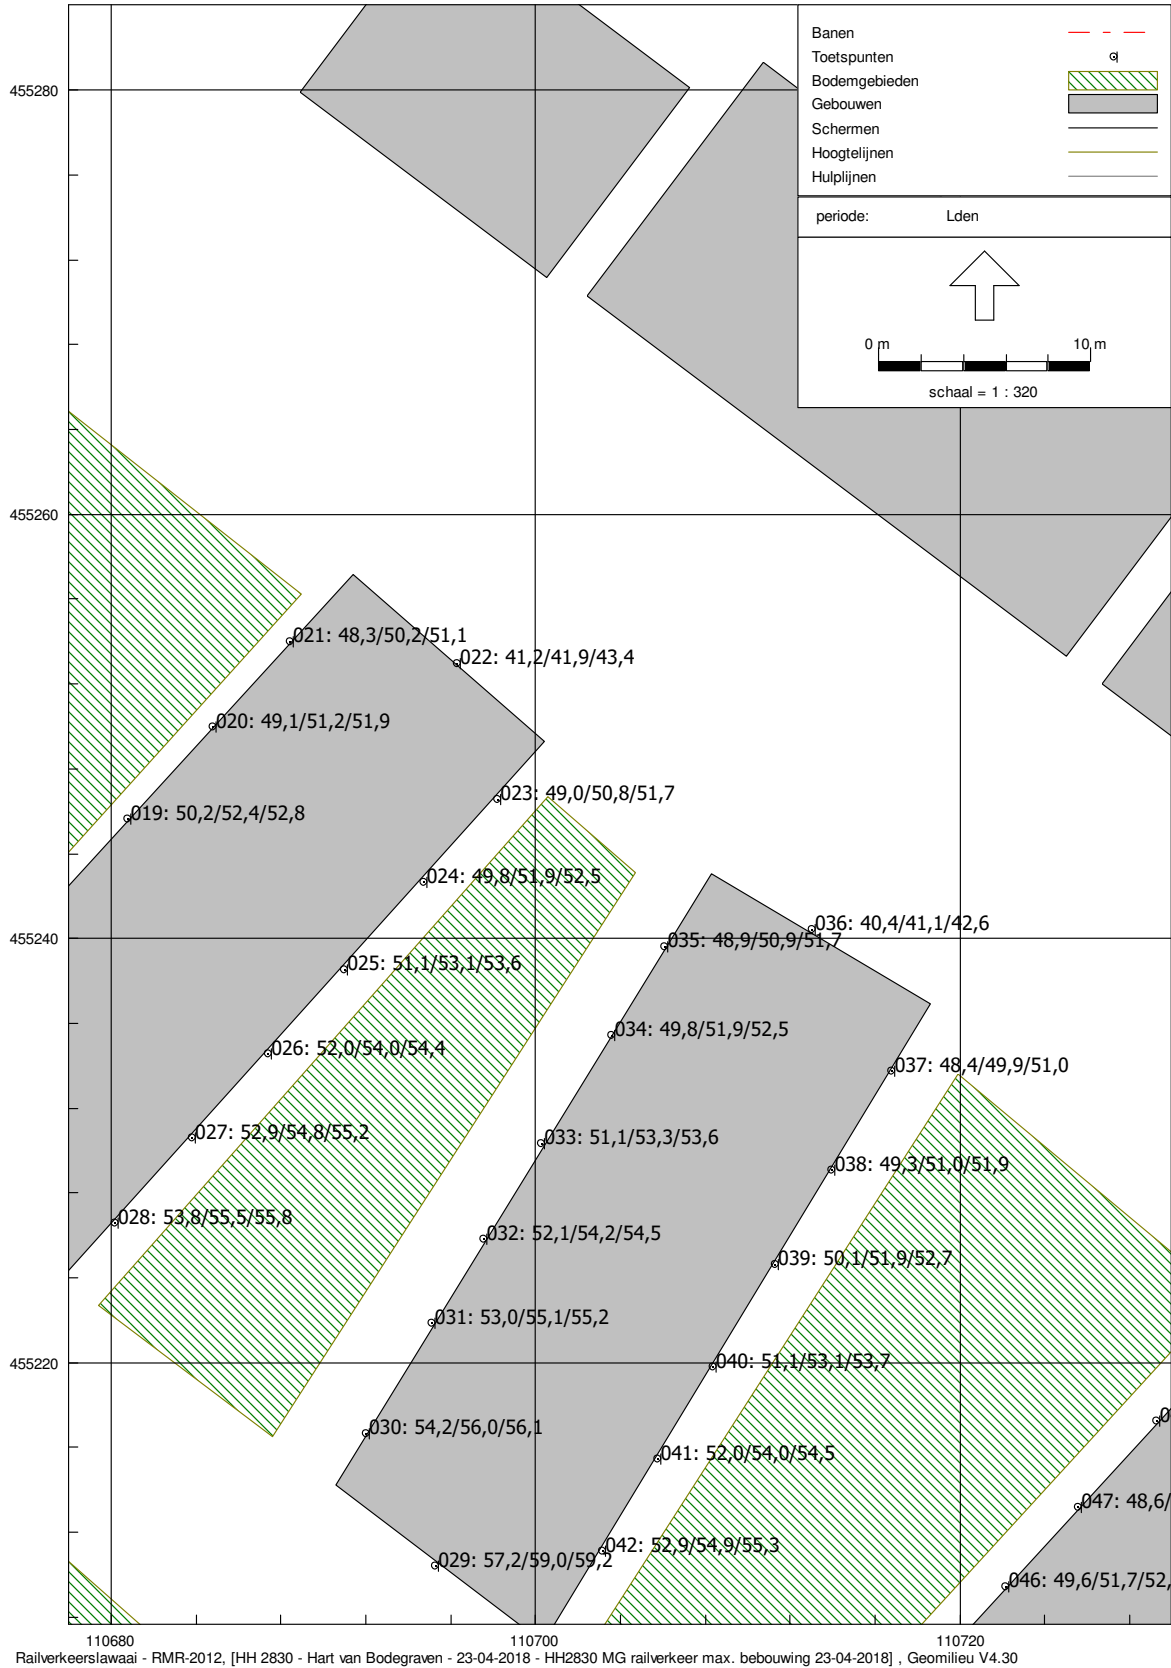 Banen
Toetspunten
Bodemgebieden
Gebouwen
Schermen
Hoogtelijnen
Hulplijnen
periode: Lden
0 m 10 m
schaal = 1 : 320
455280
455260
021: 48,3/50,2/51,1
022: 41,2/41,9/43,4
020: 49,1/51,2/51,9
023: 49,0/50,8/51,7
019: 50,2/52,4/52,8
024: 49,8/51,9/52,5
036: 40,4/41,1/42,6
455240
035: 48,9/50,9/51,7
025: 51,1/53,1/53,6
034: 49,8/51,9/52,5
026: 52,0/54,0/54,4
037: 48,4/49,9/51,0
027: 52,9/54,8/55,2
033: 51,1/53,3/53,6
038: 49,3/51,0/51,9
028: 53,8/55,5/55,8
032: 52,1/54,2/54,5
039: 50,1/51,9/52,7
031: 53,0/55,1/55,2
455220
040: 51,1/53,1/53,7
030: 54,2/56,0/56,1
041: 52,0/54,0/54,5
047: 48,6/
042: 52,9/54,9/55,3
029: 57,2/59,0/59,2
046: 49,6/51,7/52,
110680 110700 110720
Railverkeerslawaai - RMR-2012, [HH 2830 - Hart van Bodegraven - 23-04-2018 - HH2830 MG railverkeer max. bebouwing 23-04-2018] , Geomilieu V4.30